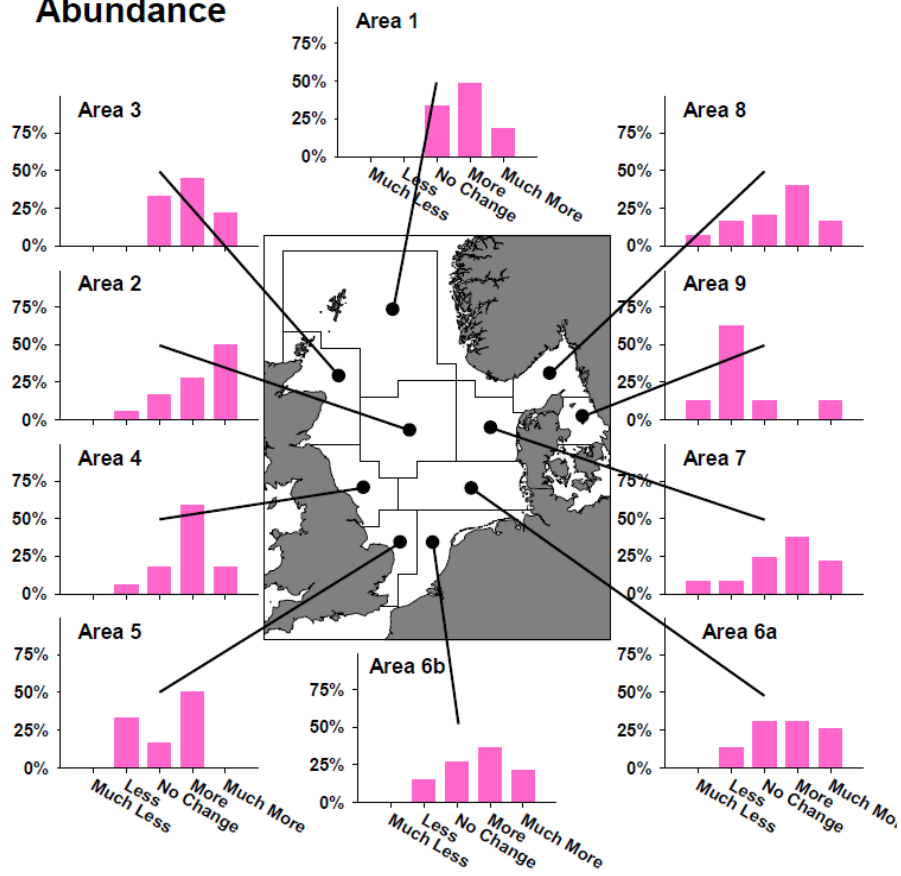 Abundance
Area 1
75%
50%
25%
0%
Much Less
Less
No Change
More
Much More
Area 3
75%
50%
25%
0%
Area 8
75%
50%
25%
0%
Area 2
75%
50%
25%
0%
Area 9
75%
50%
25%
0%
Area 4
75%
50%
25%
0%
Area 7
75%
50%
25%
0%
Area 5
75%
50%
25%
0%
Much Less
Less
No Change
More
Much More
Area 6b
75%
50%
25%
0%
Much Less
Less
No Change
More
Much More
Area 6a
75%
50%
25%
0%
Much Less
Less
No Change
More
Much Mor